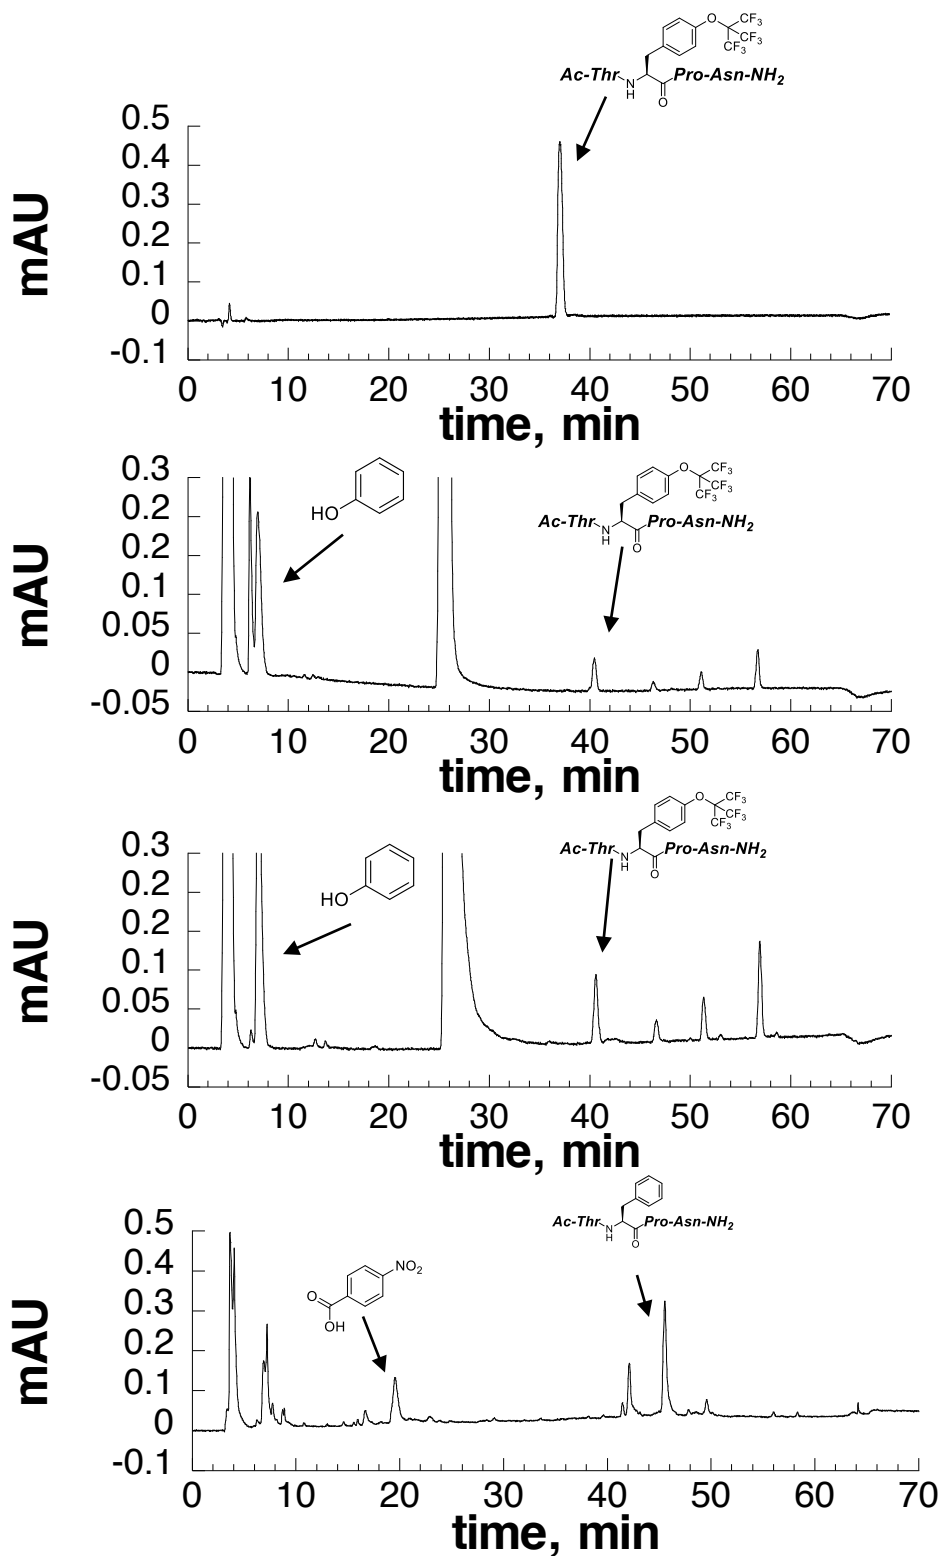 O CF3
CF3
CF3
Ac-Thr N H O Pro-Asn-NH2
0.5
0.4
0.3
0.2
0.1
0
-0.1
mAU
0 10 20 30 40 50 60 70
time, min
0.3
0.2
0.2
0.1
0.05
0
-0.05
mAU
HO
O CF3
CF3
CF3
Ac-Thr N H O Pro-Asn-NH2
0 10 20 30 40 50 60 70
time, min
0.3
0.2
0.2
0.1
0.05
0
-0.05
mAU
HO
O CF3
CF3
CF3
Ac-Thr N H O Pro-Asn-NH2
0 10 20 30 40 50 60 70
time, min
0.5
0.4
0.3
0.2
0.1
0
-0.1
mAU
NO2
O
OH
Ac-Thr N H O Pro-Asn-NH2
0 10 20 30 40 50 60 70
time, min